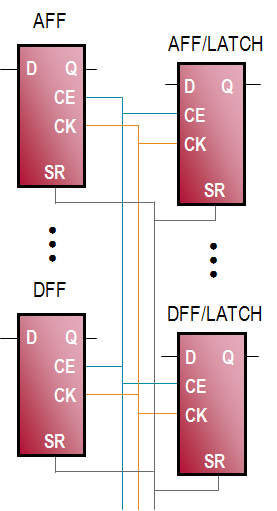 AFF
D Q
CE
CK
SR
AFF/LATCH
D Q
CE
CK
SR
DFF
D Q
CE
CK
SR
DFF/LATCH
D Q
CE
CK
SR